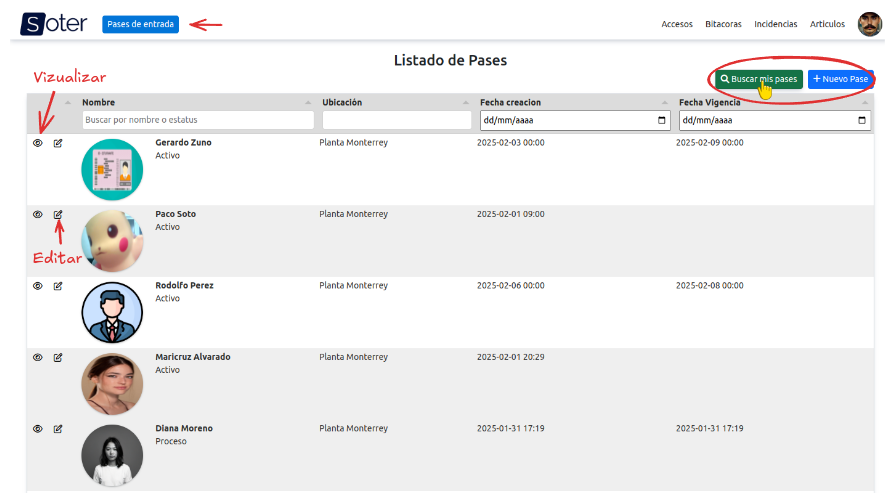 Soter Pases de entrada Accesos Bitacoras Incidencias Articulos
Listado de Pases
Vizualizar
Buscar mis pases Nuevo Pase
Nombre Ubicación Fecha creacion Fecha Vigencia
Buscar por nombre o estatus dd/mm/aaaa dd/mm/aaaa
Gerardo Zuno Planta Monterrey 2025-02-03 00:00 2025-02-09 00:00
Activo
Paco Soto Planta Monterrey 2025-02-01 09:00
Activo
Editar
Rodolfo Perez Planta Monterrey 2025-02-06 00:00 2025-02-08 00:00
Activo
Maricruz Alvarado Planta Monterrey 2025-02-01 20:29
Activo
Diana Moreno Planta Monterrey 2025-01-31 17:19 2025-01-31 17:19
Proceso